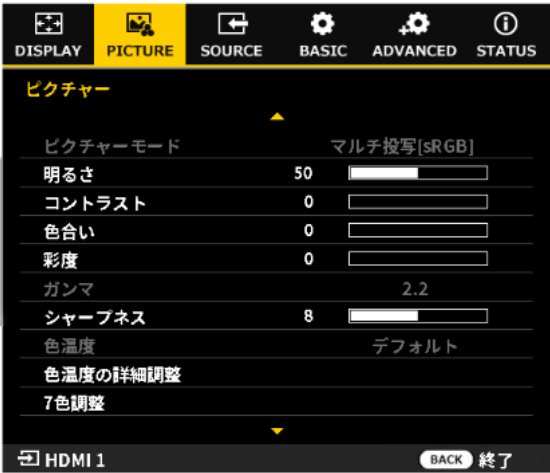 DISPLAY PICTURE SOURCE BASIC ADVANCED STATUS
ピクチャー
ピクチャーモード マルチ投写[sRGB]
明るさ 50
コントラスト 0
色合い 0
彩度 0
ガンマ 2.2
シャープネス 8
色温度 デフォルト
色温度の詳細調整
7色調整
HDMI 1 BACK 終了